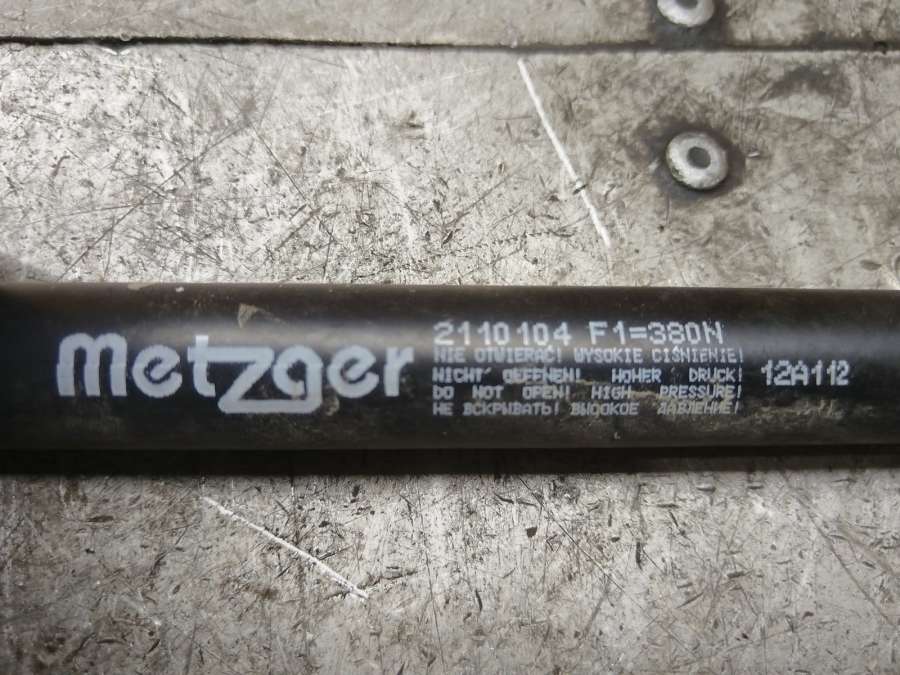 metzger
2110104 F1=380N
NIE OTWIERAĆ! WYSOKIE CIŚNIENIE!
NICHT OEFFNEN! HOHER DRUCK!
DO NOT OPEN! HIGH PRESSURE!
НЕ ВСКРЫВАТЬ! ВЫСОКОЕ ДАВЛЕНИЕ!
12A112